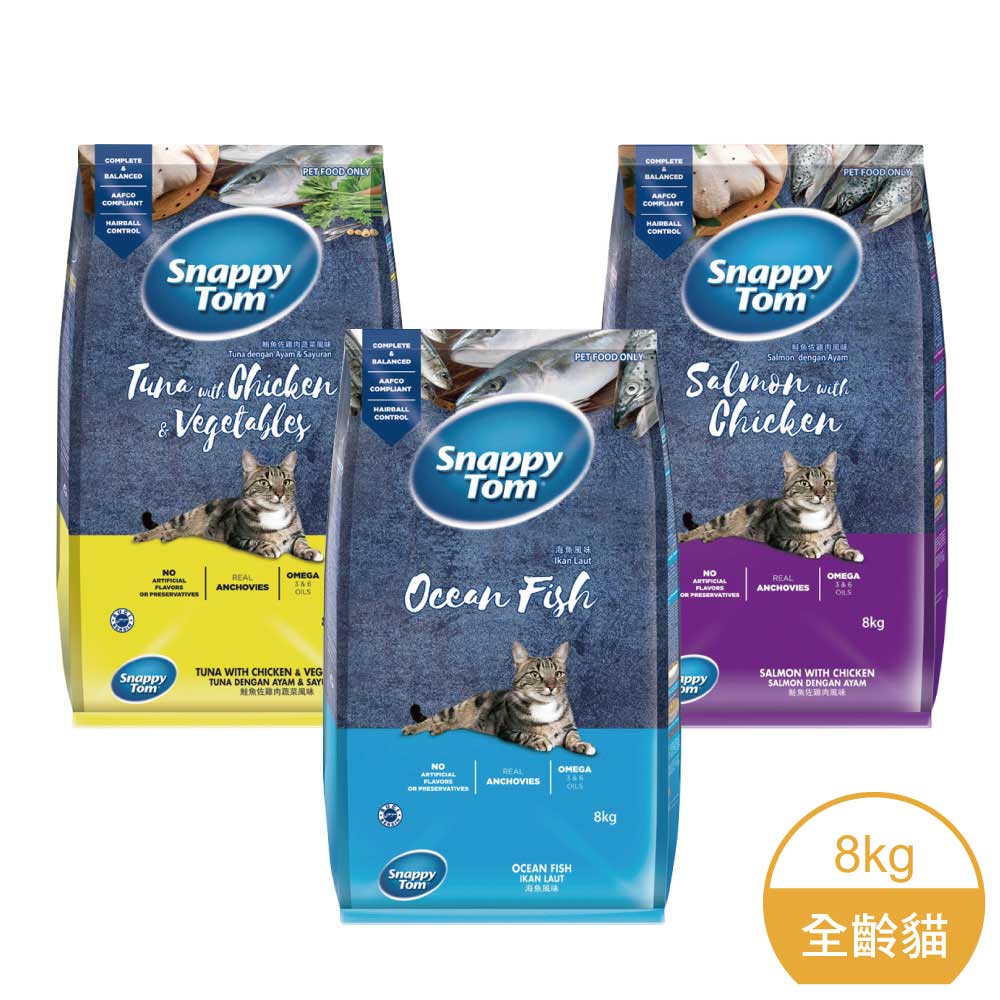 COMPLETE
&
BALANCED
AAFCO
COMPLIANT
HAIRBALL
CONTROL
PET FOOD ONLY
Snappy
Tom
鮪魚佐雞肉蔬菜風味
Tuna dengan Ayam & Sayuran
Tuna with Chicken
& Vegetables
NO
ARTIFICIAL
FLAVORS
OR PRESERVATIVES
REAL
ANCHOVIES
OMEGA
3 & 6
OILS
Snappy
Tom
TUNA WITH CHICKEN & VEG
TUNA DENGAN AYAM & SAYU
鮪魚佐雞肉蔬菜風味
COMPLETE
&
BALANCED
AAFCO
COMPLIANT
HAIRBALL
CONTROL
PET FOOD ONLY
Snappy
Tom
海魚風味
Ikan Laut
Ocean Fish
NO
ARTIFICIAL
FLAVORS
OR PRESERVATIVES
REAL
ANCHOVIES
OMEGA
3 & 6
OILS
8kg
Snappy
Tom
OCEAN FISH
IKAN LAUT
海魚風味
COMPLETE
&
BALANCED
AAFCO
COMPLIANT
HAIRBALL
CONTROL
PET FOOD ONLY
Snappy
Tom
鮭魚佐雞肉風味
Salmon dengan Ayam
Salmon with
Chicken
NO
ARTIFICIAL
FLAVORS
OR PRESERVATIVES
REAL
ANCHOVIES
OMEGA
3 & 6
OILS
8kg
appy
om
SALMON WITH CHICKEN
SALMON DENGAN AYAM
鮭魚佐雞肉風味
8kg
全齡貓